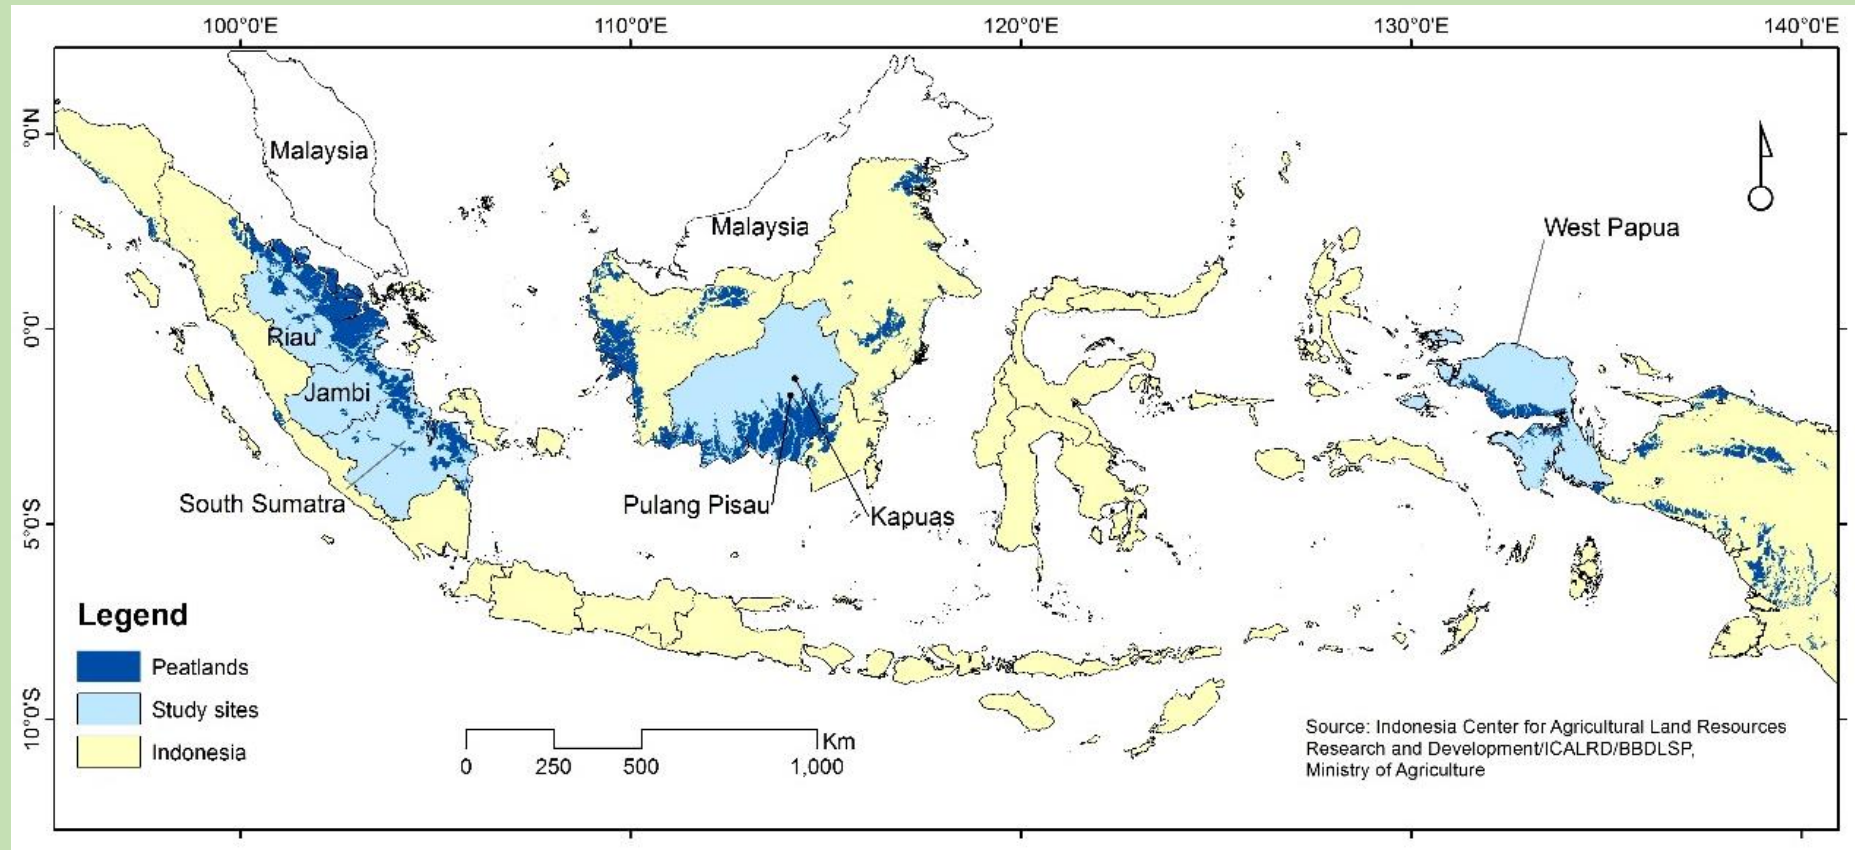 100°0'E 110°0'E 120°0'E 130°0'E 140°0'E
°0'N
0°0'
5°0'S
10°0'S
Malaysia
Malaysia
West Papua
Riau
Jambi
South Sumatra
Pulang Pisau
Kapuas
Legend
Peatlands
Study sites
Indonesia
Km
0 250 500 1,000
Source: Indonesia Center for Agricultural Land Resources
Research and Development/ICALRD/BBDLSP,
Ministry of Agriculture